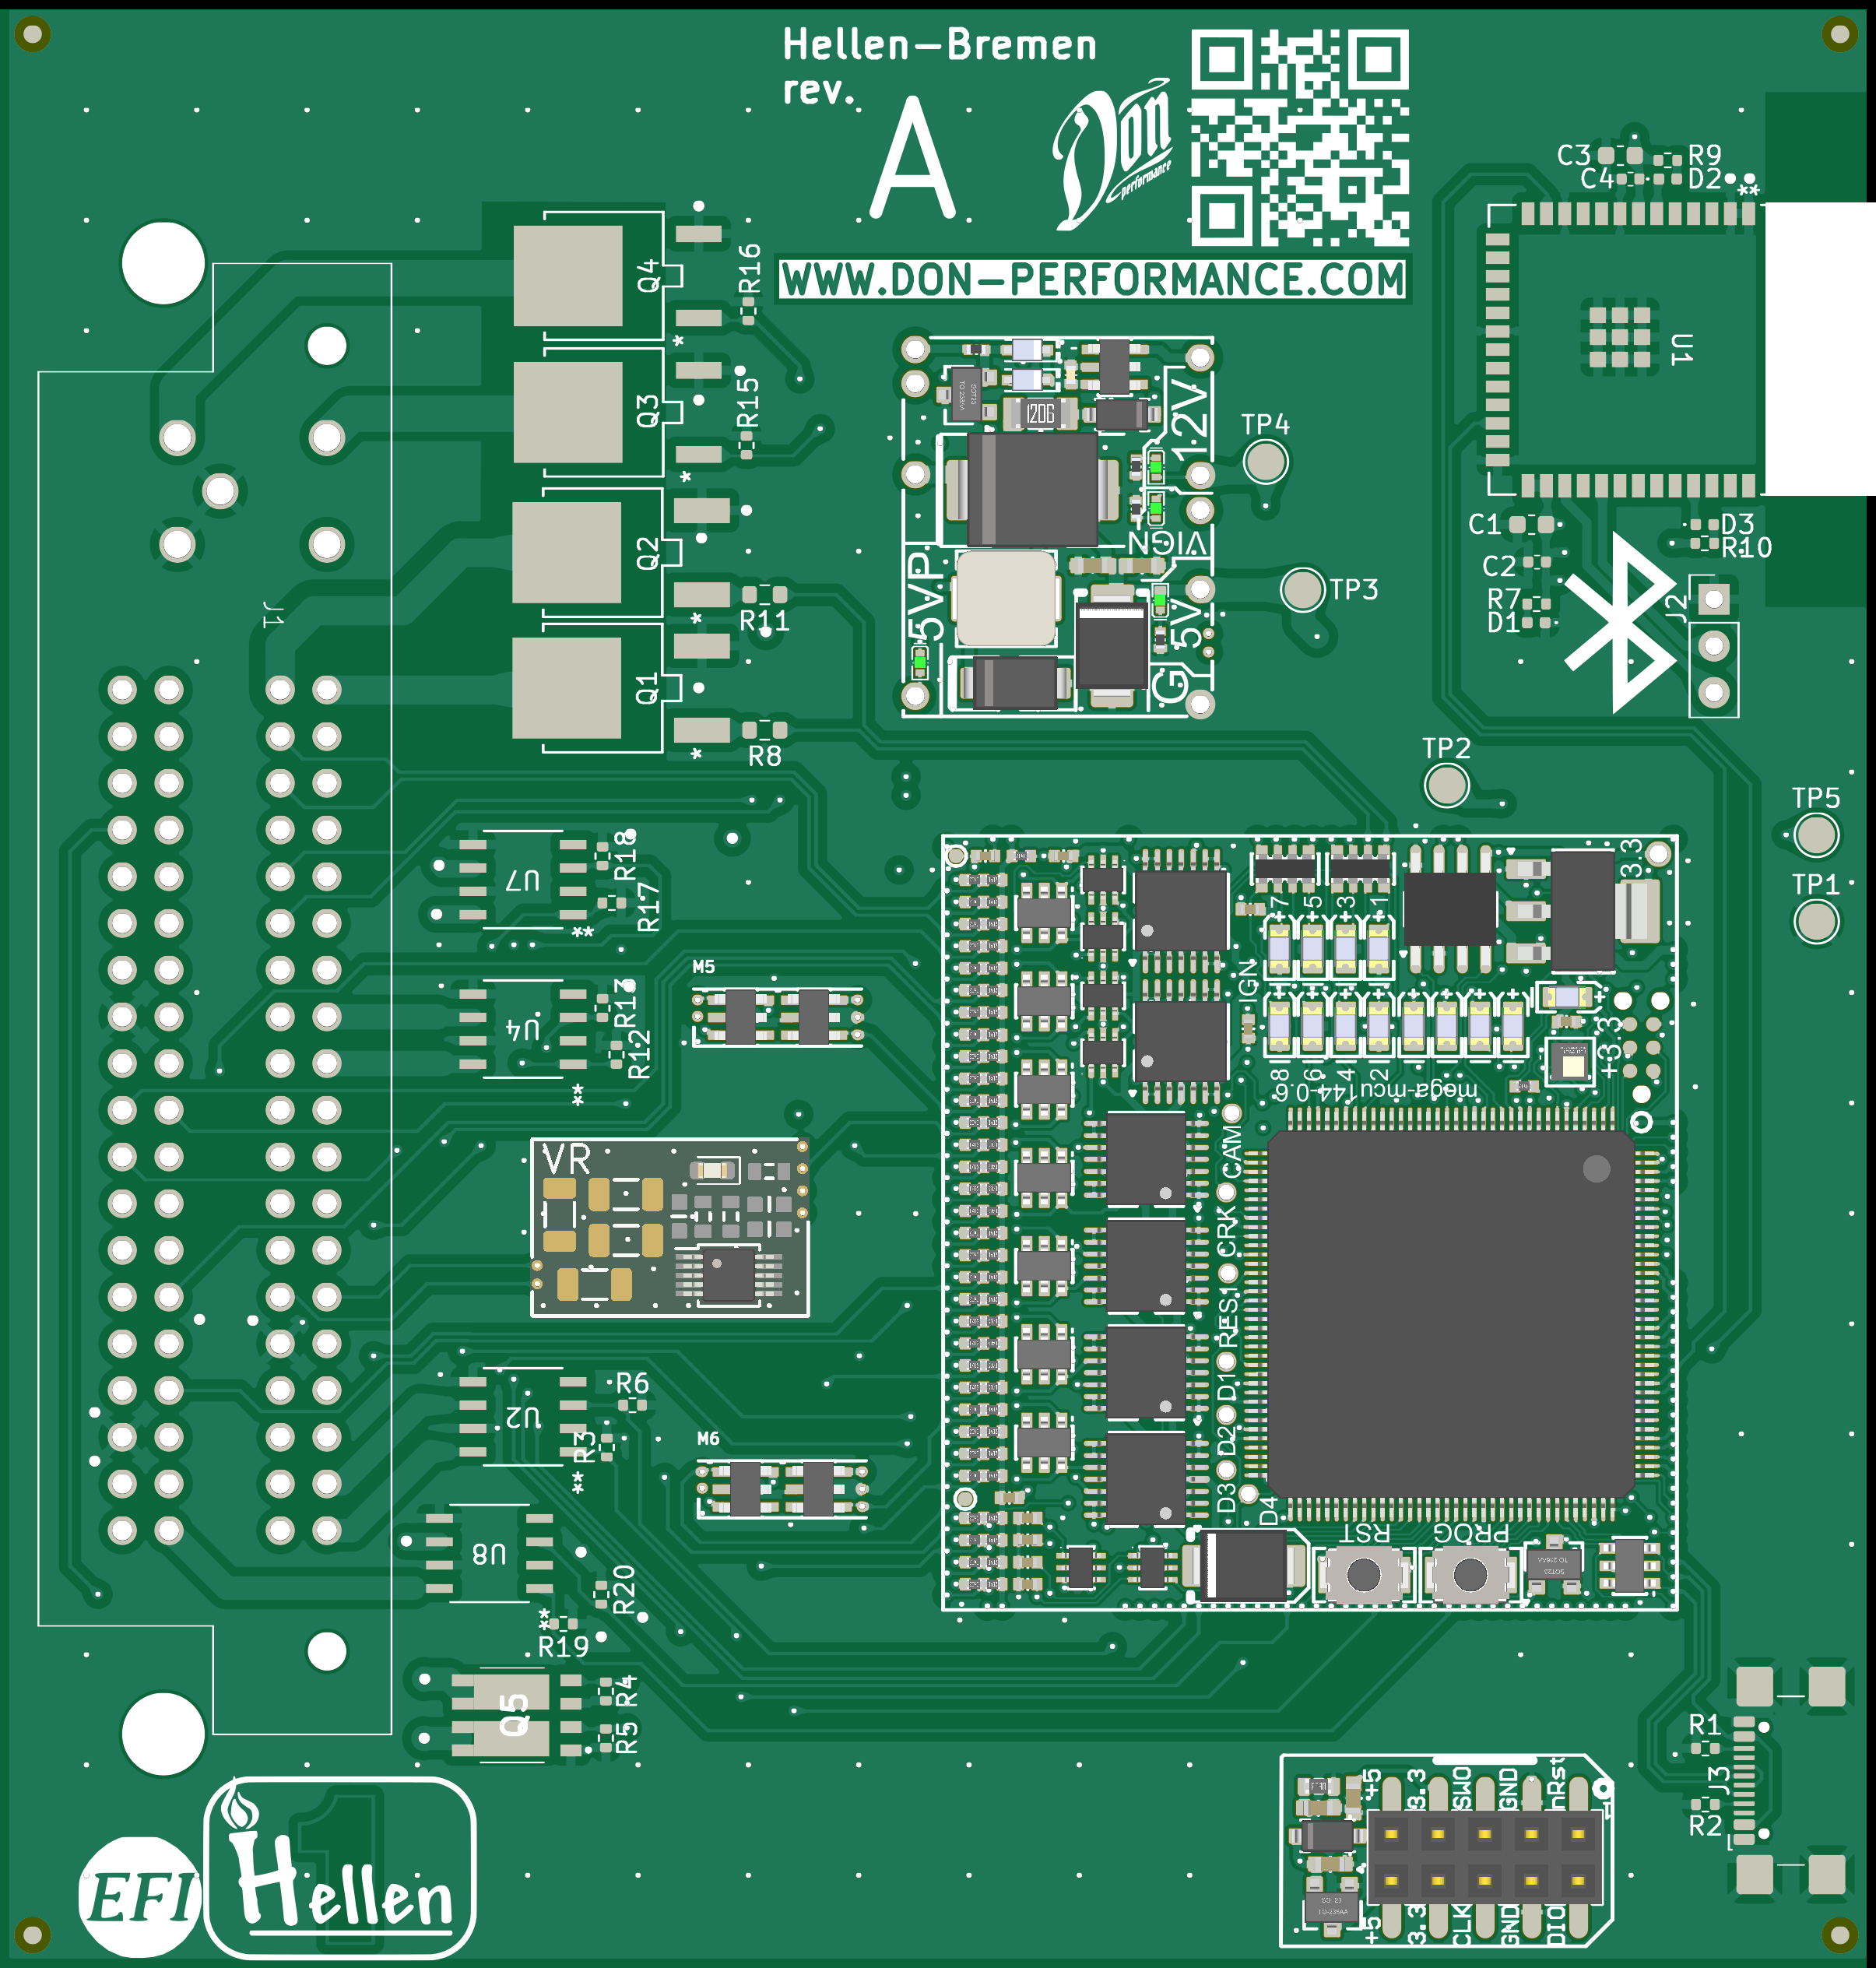 Hellen-Bremen
rev.
A
Don
performance
WWW.DON-PERFORMANCE.COM
C3
R9
C4
D2
**
U1
Q4
R16
*
Q3
R15
*
Q2
R11
*
Q1
R8
*
J1
1206
12V
VIGN
5VP
5V
G
TP4
TP3
TP2
TP5
TP1
C1
C2
R7
D1
D3
R10
J2
U7
R18
R17
**
U4
R13
R12
**
M5
VR
U2
R6
R3
**
M6
U8
R20
**
R19
Q5
R4
R5
3.3
7
5
3
1
IGN
8
6
4
2
+3.3
mega-mcu144-0.6
CAM
CRK
RES1
D1
D2
D3
D4
RST
PROG
R1
R2
J3
+5
3.3
SWO
GND
nRst
1
+5
3.3
CLK
GND
DIO
EFI
Hellen
1